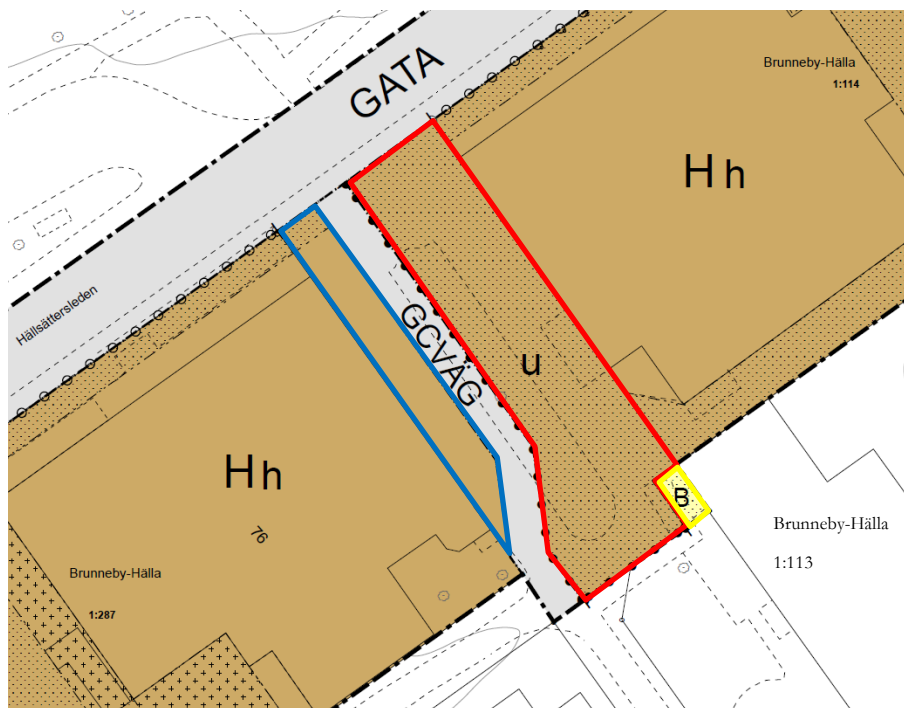 GATA
Brunneby-Hälla
1:114
H h
Hällsättersleden
GCVÄG
u
H h
76
B
Brunneby-Hälla
1:113
Brunneby-Hälla
1:287